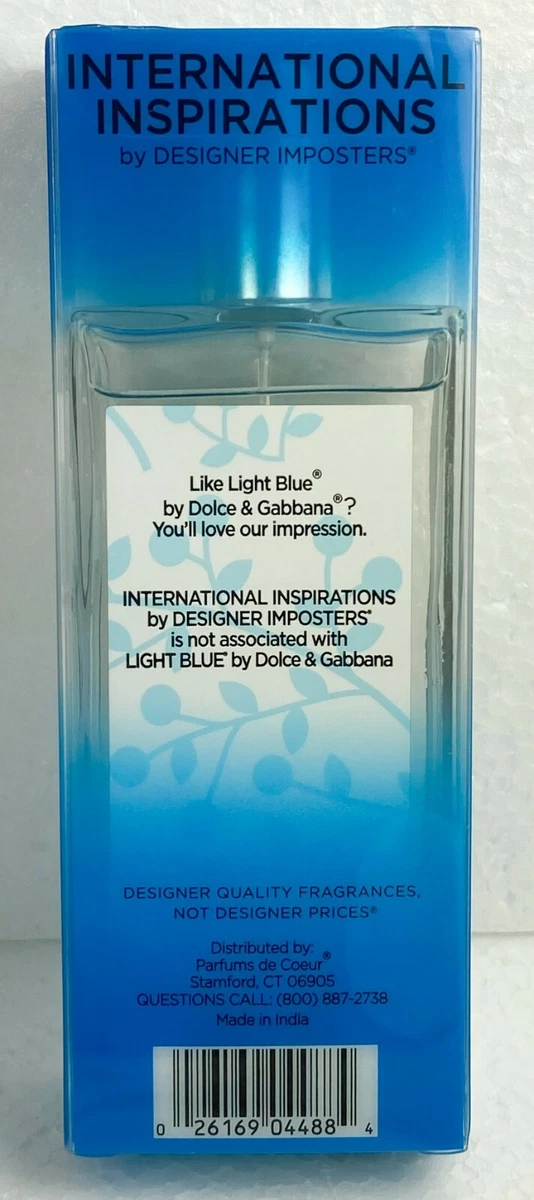 INTERNATIONAL
INSPIRATIONS
by DESIGNER IMPOSTERS®
Like Light Blue®
by Dolce & Gabbana®?
You'll love our impression.
INTERNATIONAL INSPIRATIONS
by DESIGNER IMPOSTERS®
is not associated with
LIGHT BLUE® by Dolce & Gabbana
DESIGNER QUALITY FRAGRANCES,
NOT DESIGNER PRICES®
Distributed by:
Parfums de Coeur®
Stamford, CT 06905
QUESTIONS CALL: (800) 887-2738
Made in India
0 26169 04488 4